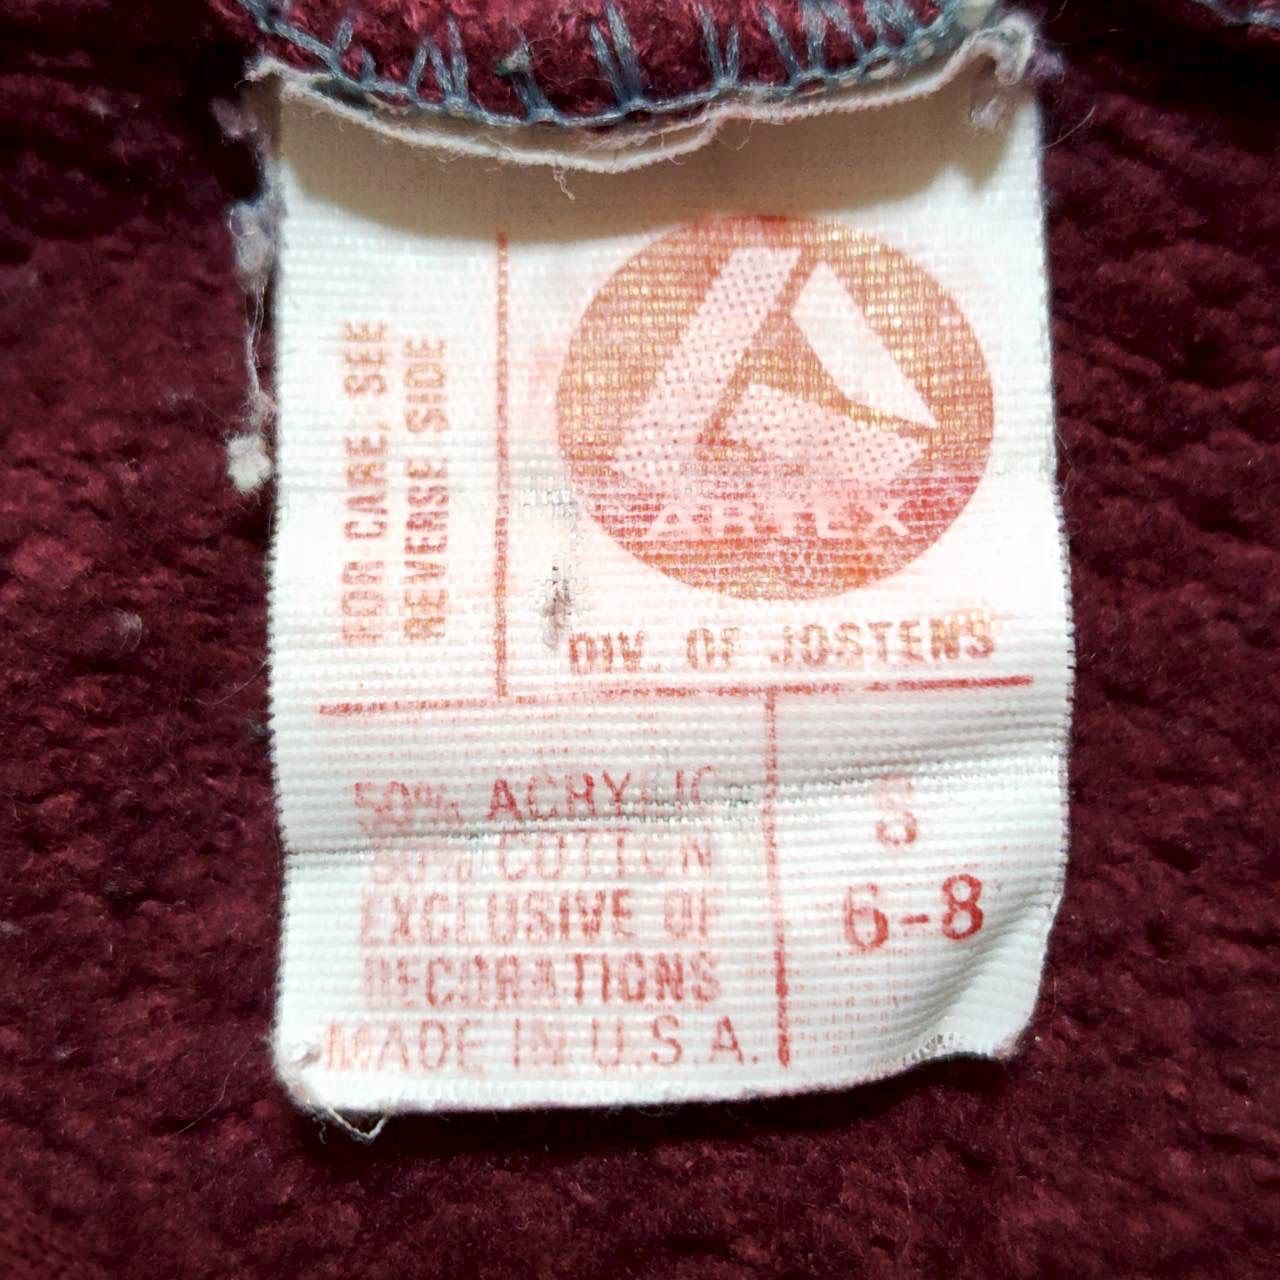 FOR CARE, SEE
REVERSE SIDE
ARTEX
DIV. OF JOSTENS
50% ACRYLIC
50% COTTON
EXCLUSIVE OF
DECORATIONS
MADE IN U.S.A.
S
6-8